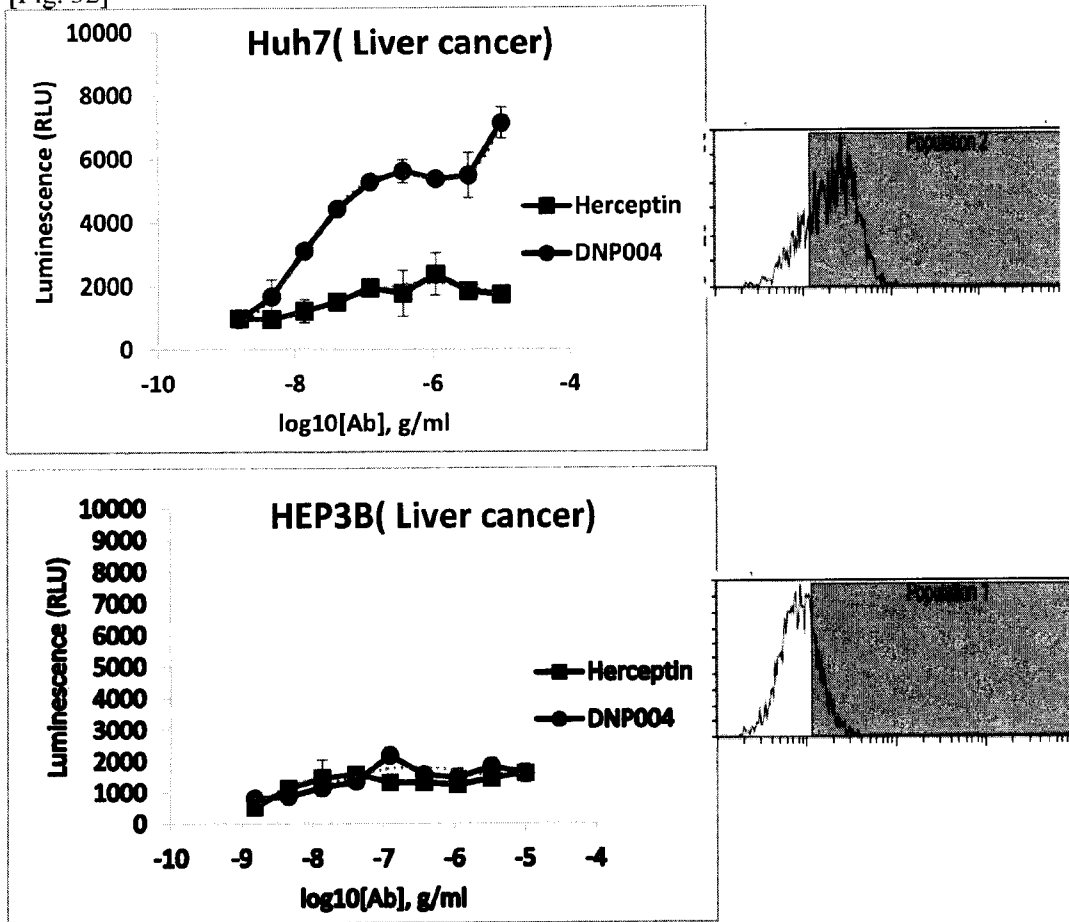 [Fig. 32]
Huh7( Liver cancer)
10000
8000
6000
4000
2000
0
Luminescence (RLU)
-10
-8
-6
-4
log10[Ab], g/ml
Herceptin
DNP004
Population 2
HEP3B( Liver cancer)
10000
9000
8000
7000
6000
5000
4000
3000
2000
1000
0
Luminescence (RLU)
-10
-9
-8
-7
-6
-5
-4
log10[Ab], g/ml
Herceptin
DNP004
Population 1